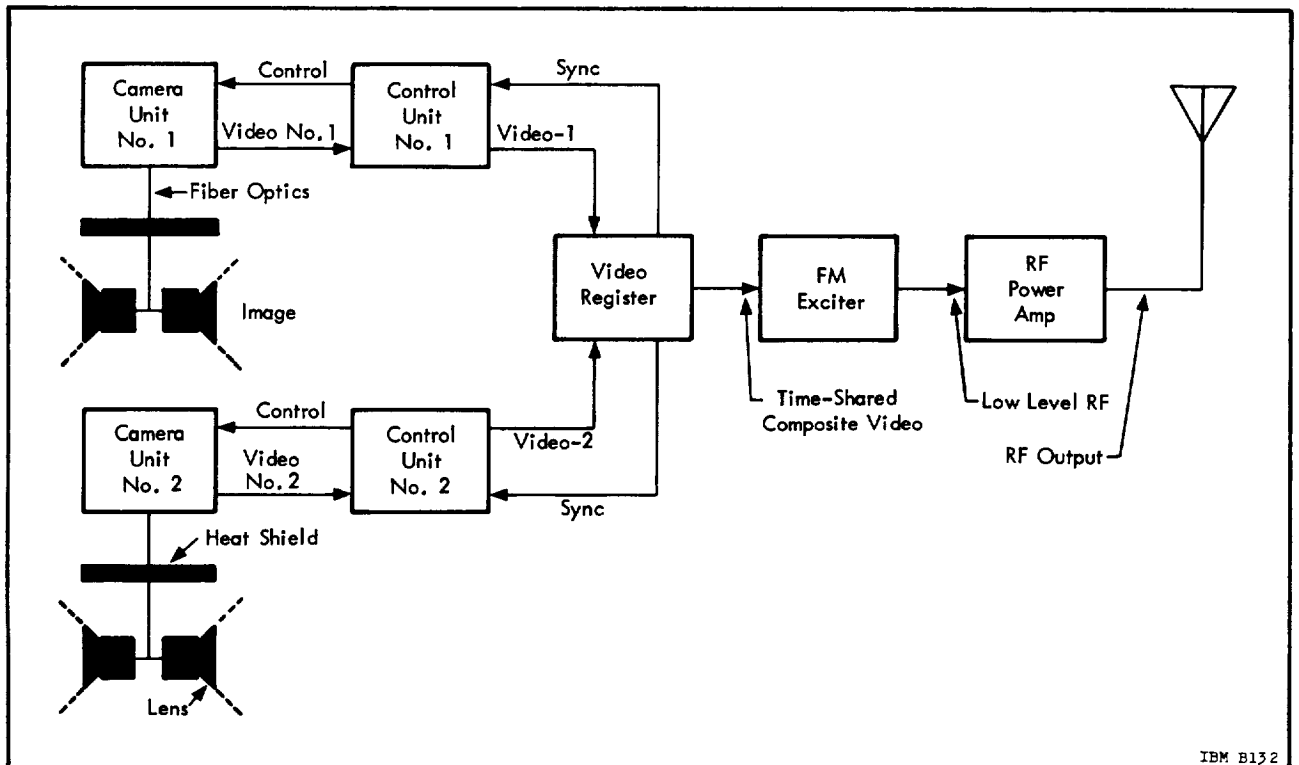 Camera
Unit
No. 1
Control
Video No.1
Control
Unit
No. 1
Sync
Video-1
Fiber Optics
Image
Video
Register
FM
Exciter
RF
Power
Amp
Time-Shared
Composite Video
Low Level RF
RF Output
Camera
Unit
No. 2
Control
Video
No.2
Control
Unit
No. 2
Video-2
Sync
Heat Shield
Lens
IBM B132